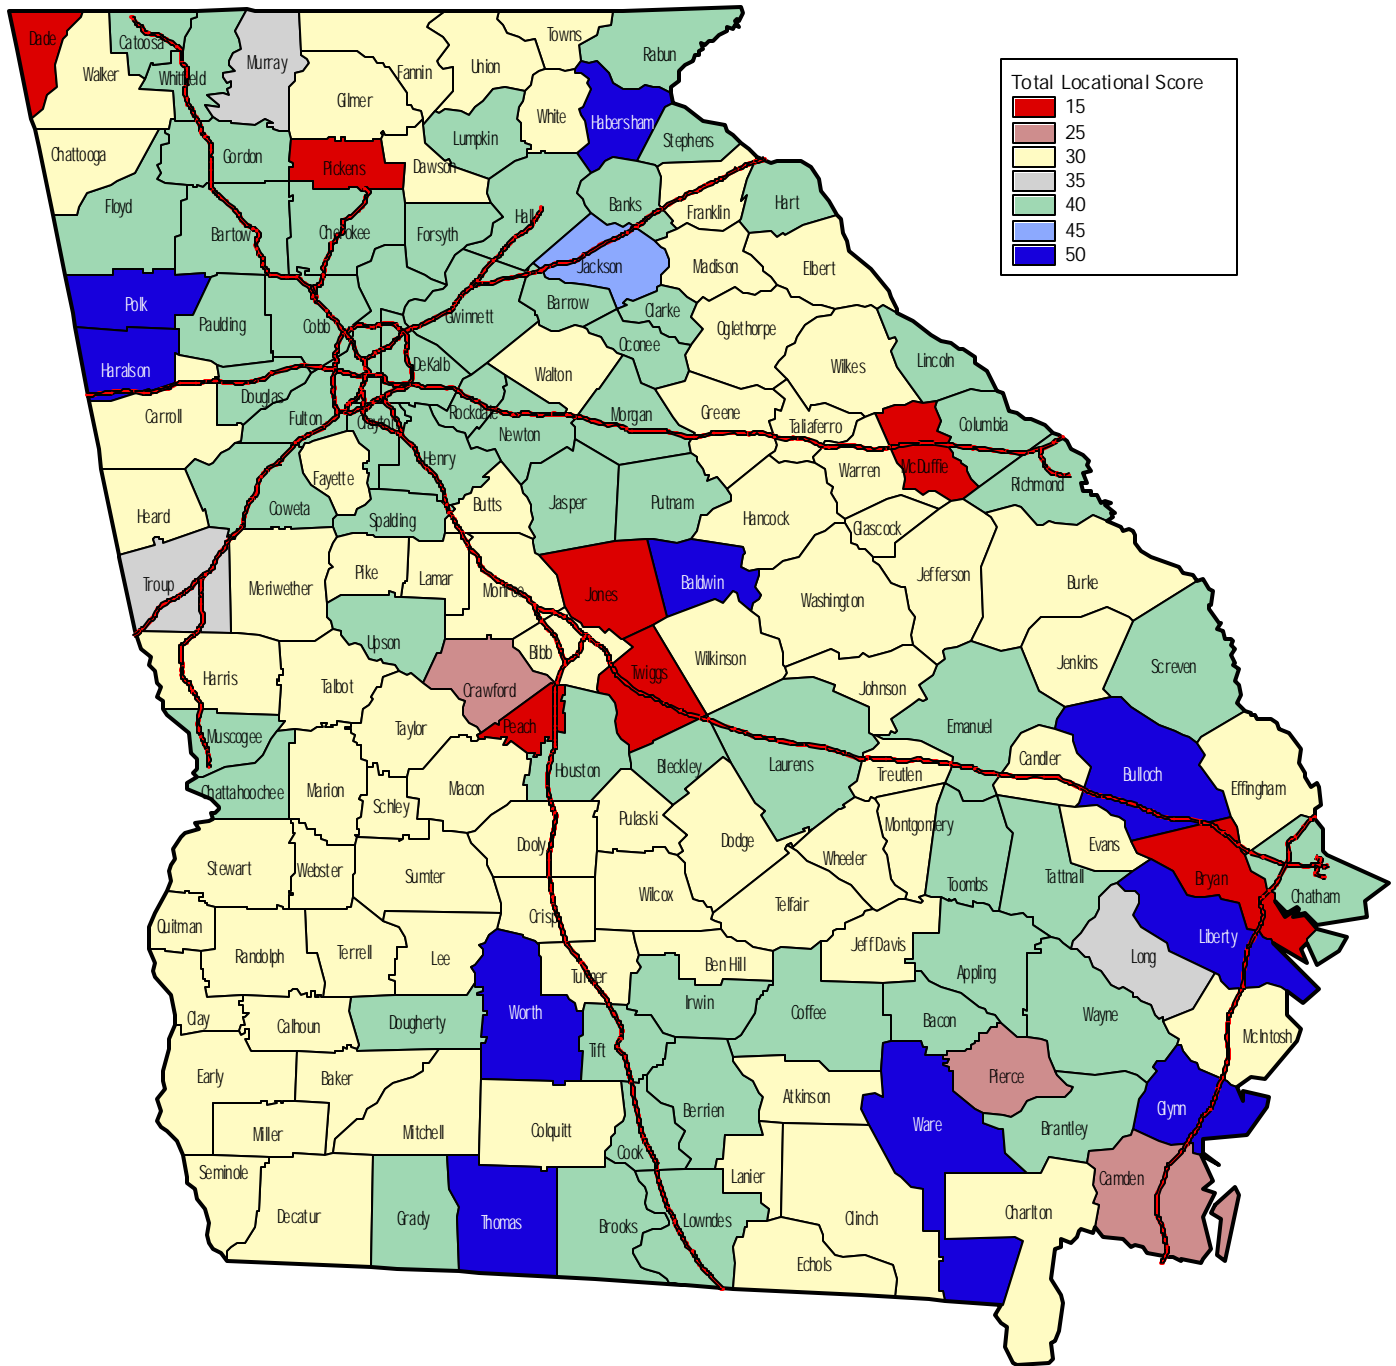 Total Locational Score
15
25
30
35
40
45
50
Dade
Catoosa
Walker
Whitfield
Murray
Fannin
Union
Towns
Rabun
Gilmer
White
Habersham
Lumpkin
Stephens
Chattooga
Gordon
Pickens
Dawson
Floyd
Bartow
Cherokee
Forsyth
Hall
Banks
Franklin
Hart
Jackson
Madison
Elbert
Polk
Paulding
Cobb
Gwinnett
Barrow
Clarke
Oglethorpe
Oconee
Haralson
DeKalb
Walton
Wilkes
Lincoln
Carroll
Douglas
Fulton
Clayton
Rockdale
Newton
Morgan
Greene
Taliaferro
Columbia
Heard
Coweta
Fayette
Henry
Spalding
Butts
Jasper
Putnam
Hancock
Warren
McDuffie
Richmond
Glascock
Troup
Meriwether
Pike
Lamar
Monroe
Jones
Baldwin
Washington
Jefferson
Burke
Upson
Bibb
Wilkinson
Twiggs
Jenkins
Screven
Harris
Talbot
Crawford
Peach
Johnson
Emanuel
Muscogee
Taylor
Houston
Bleckley
Laurens
Treutlen
Candler
Bulloch
Effingham
Chattahoochee
Marion
Schley
Macon
Pulaski
Dodge
Montgomery
Wheeler
Evans
Stewart
Webster
Sumter
Dooly
Wilcox
Telfair
Toombs
Tattnall
Bryan
Chatham
Quitman
Randolph
Terrell
Lee
Crisp
Ben Hill
Jeff Davis
Appling
Long
Liberty
Clay
Calhoun
Dougherty
Worth
Turner
Irwin
Coffee
Bacon
Wayne
McIntosh
Early
Baker
Tift
Berrien
Atkinson
Pierce
Ware
Brantley
Glynn
Miller
Mitchell
Colquitt
Cook
Seminole
Decatur
Grady
Thomas
Brooks
Lowndes
Lanier
Clinch
Echols
Charlton
Camden